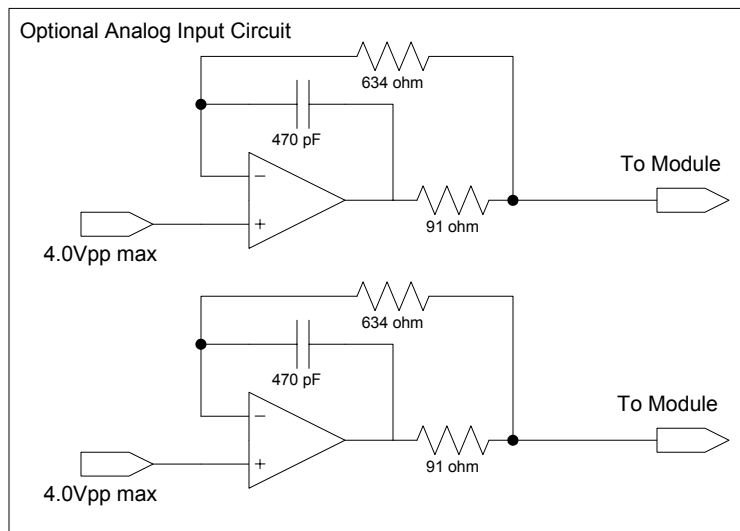 Optional Analog Input Circuit
634 ohm
470 pF
To Module
−
+
91 ohm
4.0Vpp max
634 ohm
470 pF
To Module
−
+
91 ohm
4.0Vpp max